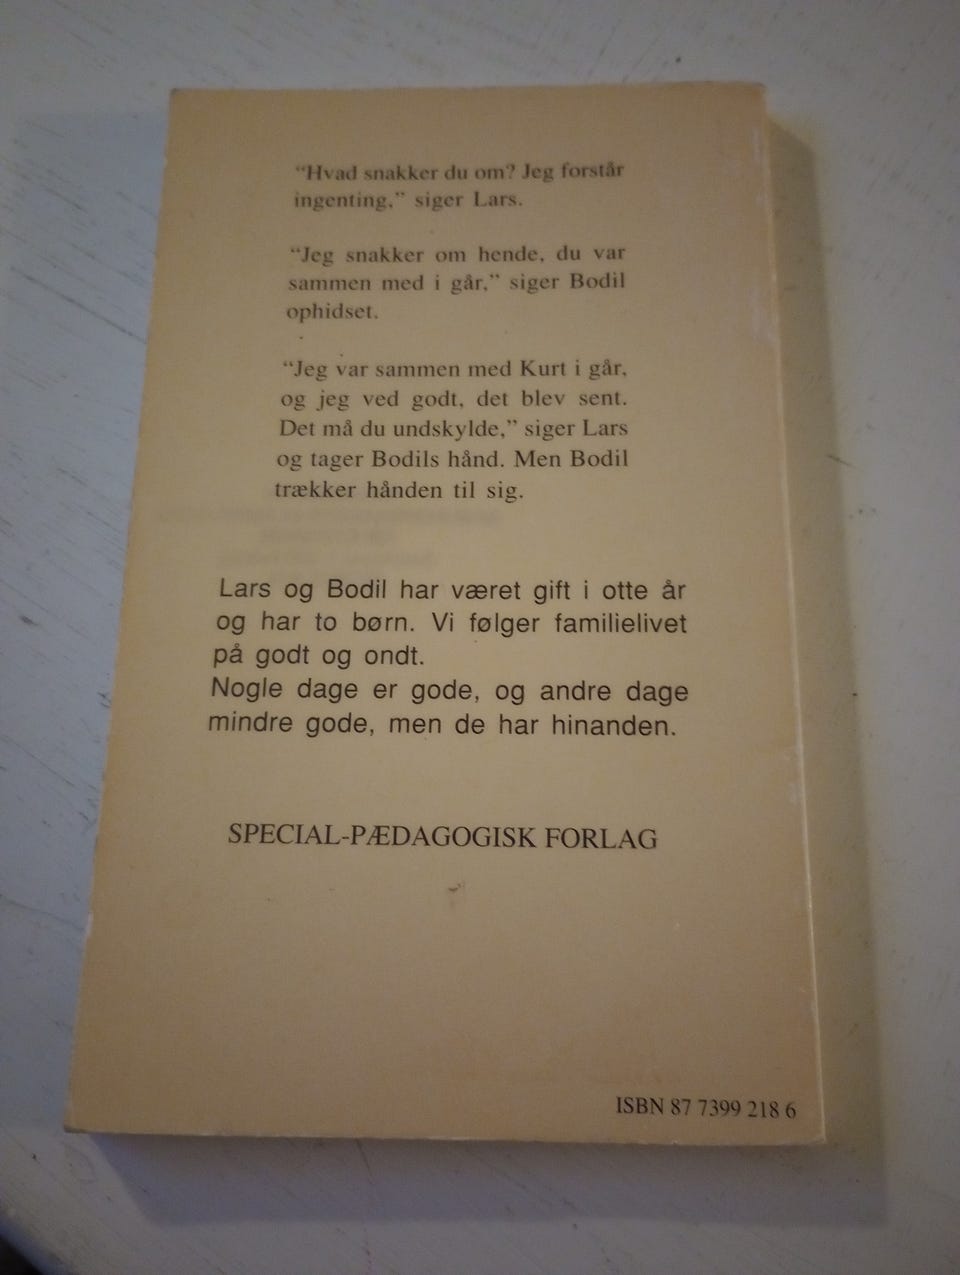 “Hvad snakker du om? Jeg forstår
ingenting,” siger Lars.
“Jeg snakker om hende, du var
sammen med i går,” siger Bodil
ophidset.
“Jeg var sammen med Kurt i går,
og jeg ved godt, det blev sent.
Det må du undskylde,” siger Lars
og tager Bodils hånd. Men Bodil
trækker hånden til sig.
Lars og Bodil har været gift i otte år
og har to børn. Vi følger familielivet
på godt og ondt.
Nogle dage er gode, og andre dage
mindre gode, men de har hinanden.
SPECIAL-PÆDAGOGISK FORLAG
ISBN 87 7399 218 6